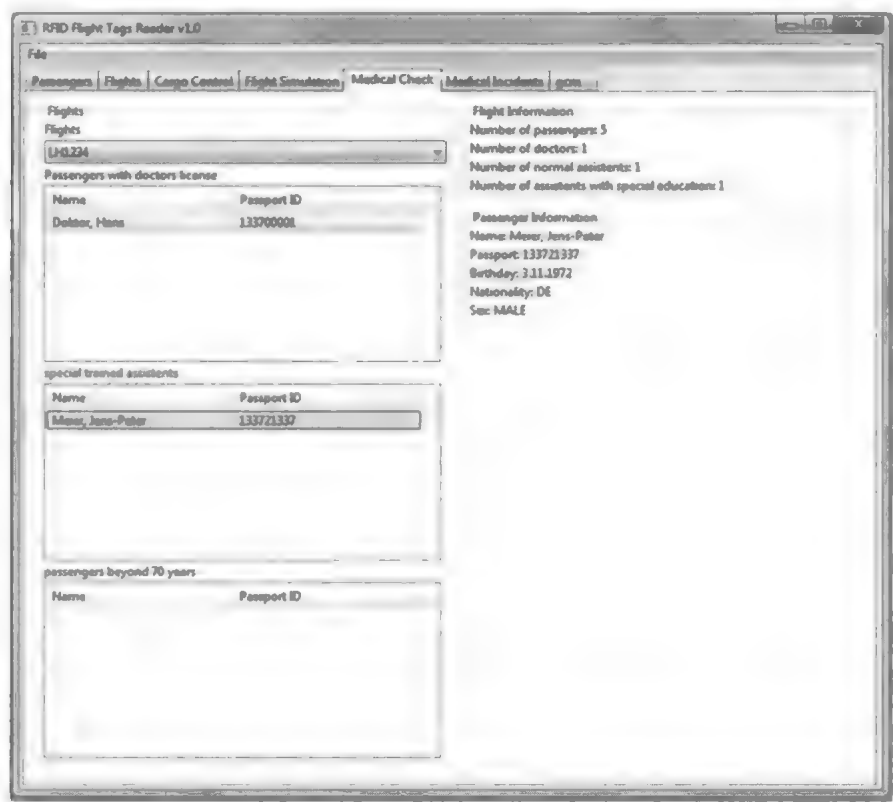 RFID Flight Tags Reader v1.0
File
Passengers Flights Cargo Control Flight Simulation Medical Check Medical Incidents gom
Flights
Flights
LH1234
Passengers with doctors license
Name Passport ID
Doktor, Hans 133700001
special trained assistents
Name Passport ID
Meier, Jens-Peter 133721337
passengers beyond 70 years
Name Passport ID
Flight Information
Number of passengers: 5
Number of doctors: 1
Number of normal assistents: 1
Number of assistents with special education: 1
Passenger Information
Name: Meier, Jens-Peter
Passport: 133721337
Birthday: 3.11.1972
Nationality: DE
Sex: MALE